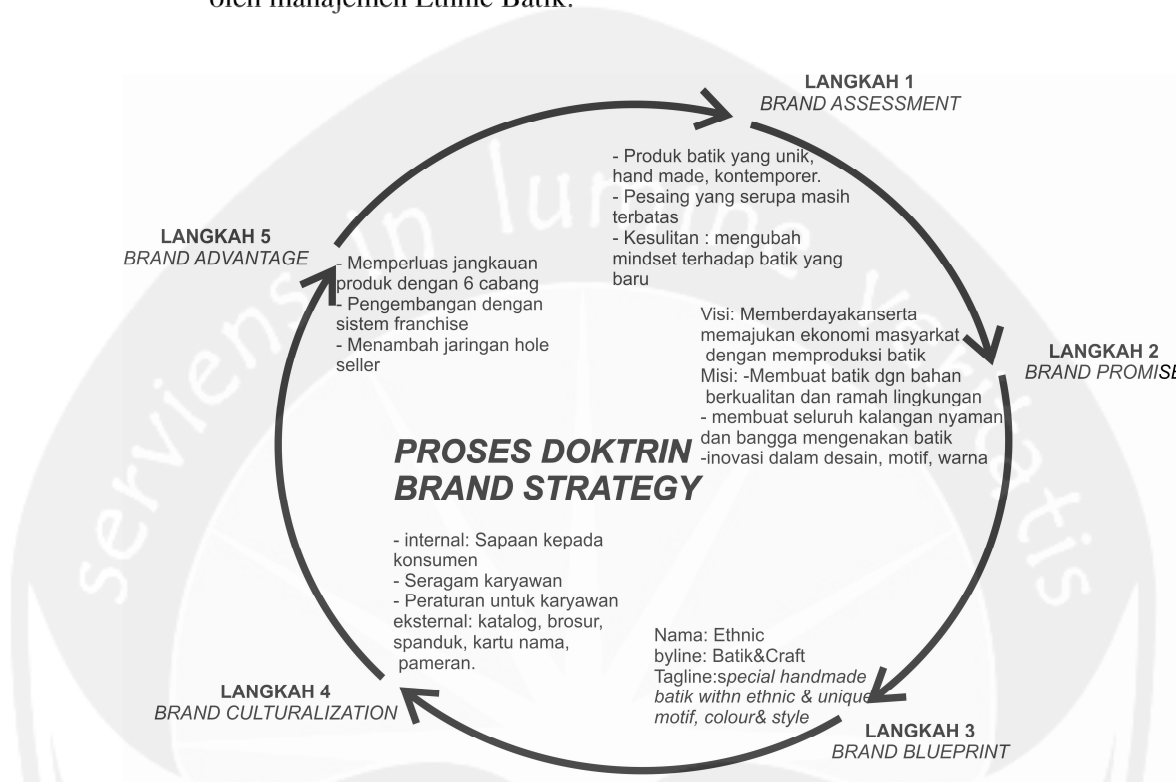 oleh manajemen Ethnic Batik.
LANGKAH 1
BRAND ASSESSMENT
- Produk batik yang unik,
hand made, kontemporer.
- Pesaing yang serupa masih
terbatas
- Kesulitan : mengubah
mindset terhadap batik yang
baru
LANGKAH 2
BRAND PROMISE
Visi: Memberdayakanserta
memajukan ekonomi masyarkat
dengan memproduksi batik
Misi: -Membuat batik dgn bahan
berkualitan dan ramah lingkungan
- membuat seluruh kalangan nyaman
dan bangga mengenakan batik
-inovasi dalam desain, motif, warna
LANGKAH 3
BRAND BLUEPRINT
Nama: Ethnic
byline: Batik&Craft
Tagline:special handmade
batik withn ethnic & unique
motif, colour& style
LANGKAH 4
BRAND CULTURALIZATION
- internal: Sapaan kepada
konsumen
- Seragam karyawan
- Peraturan untuk karyawan
eksternal: katalog, brosur,
spanduk, kartu nama,
pameran.
LANGKAH 5
BRAND ADVANTAGE
- Memperluas jangkauan
produk dengan 6 cabang
- Pengembangan dengan
sistem franchise
- Menambah jaringan hole
seller
PROSES DOKTRIN
BRAND STRATEGY
serviens in lumine veritatis